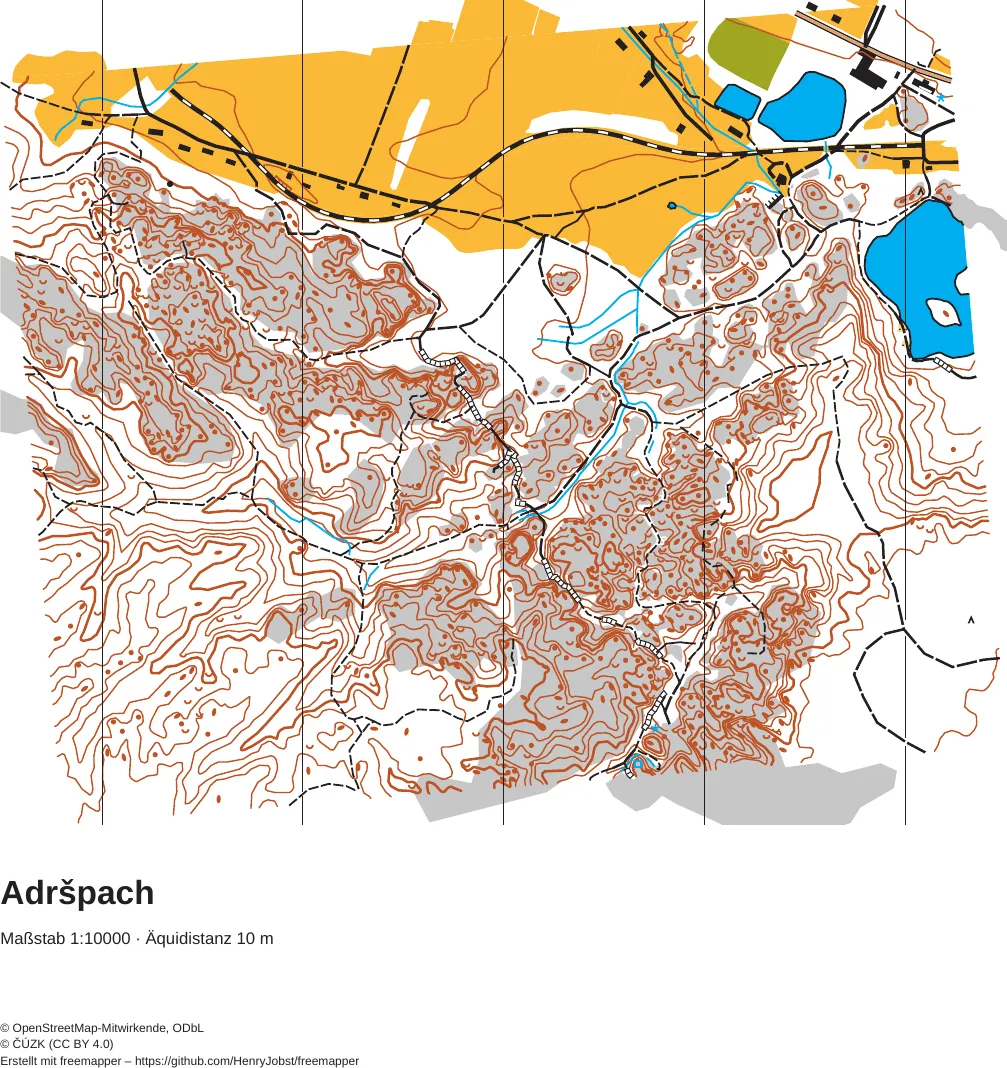 Adršpach
Maßstab 1:10000 · Äquidistanz 10 m
© OpenStreetMap-Mitwirkende, ODbL
© ČÚZK (CC BY 4.0)
Erstellt mit freemapper – https://github.com/HenryJobst/freemapper